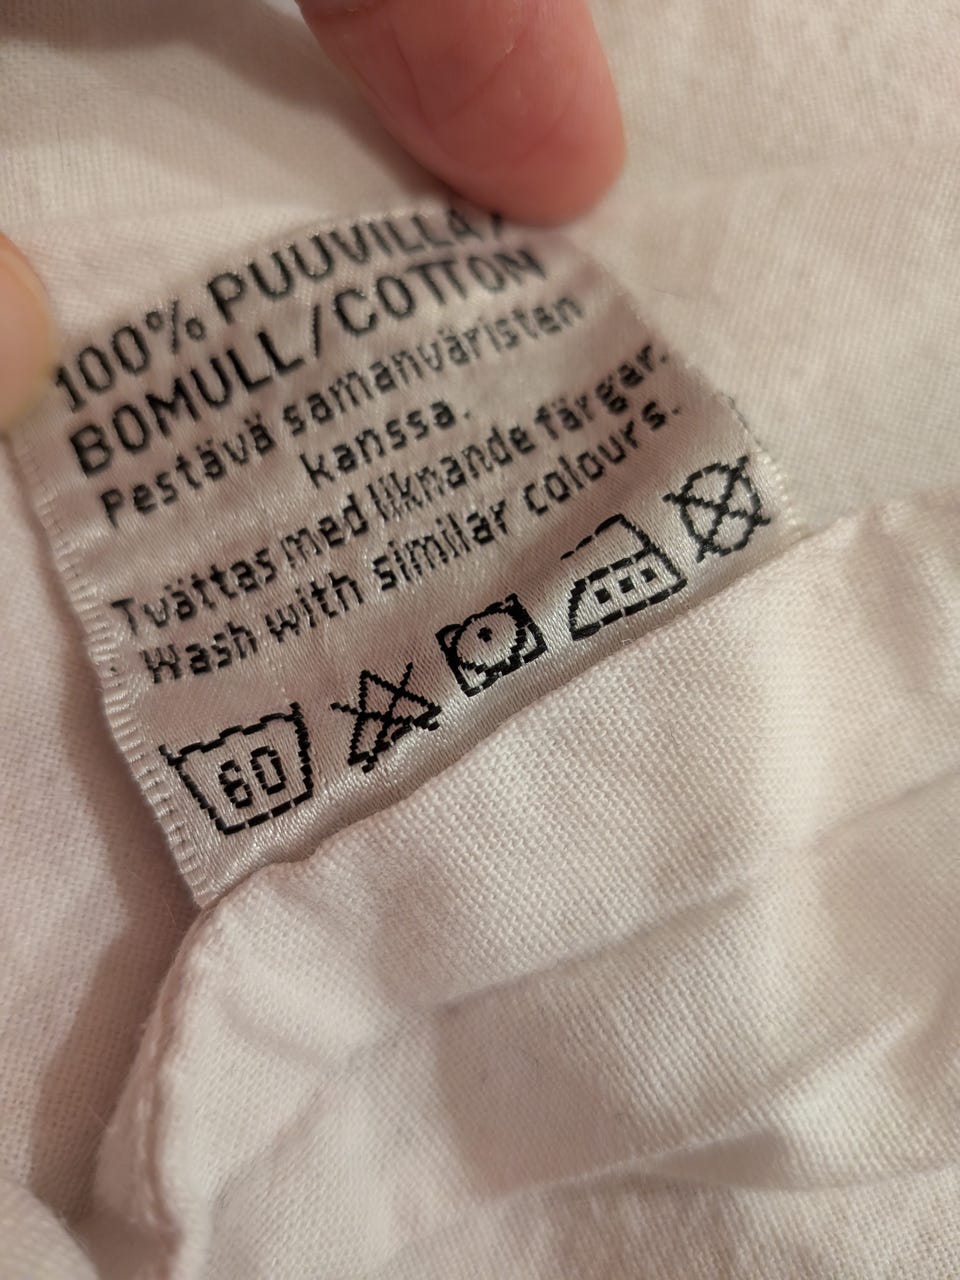 100% PUUVILLA/
BOMULL/COTTON
Pestävä samanväristen
kanssa.
Tvättas med liknande färger.
Wash with similar colours.
60